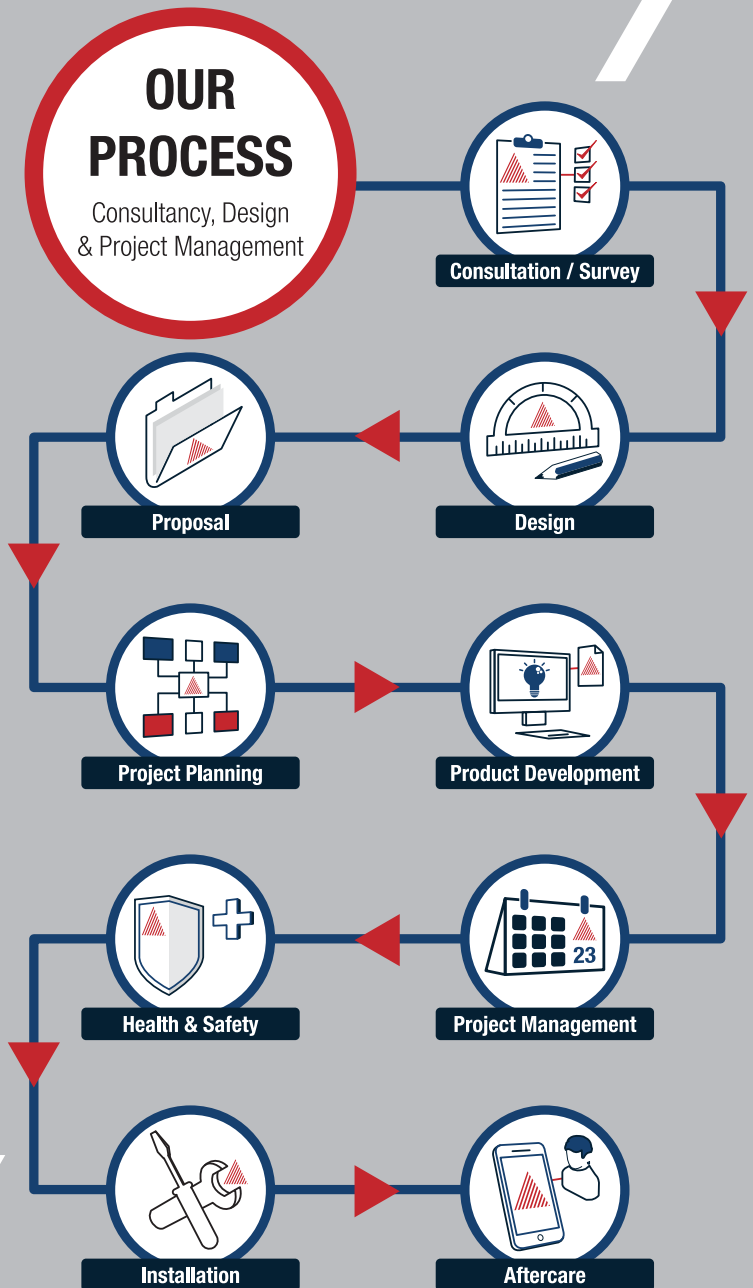 OUR
PROCESS
Consultancy, Design
& Project Management
Consultation / Survey
Design
Proposal
Project Planning
Product Development
23
Project Management
Health & Safety
Installation
Aftercare